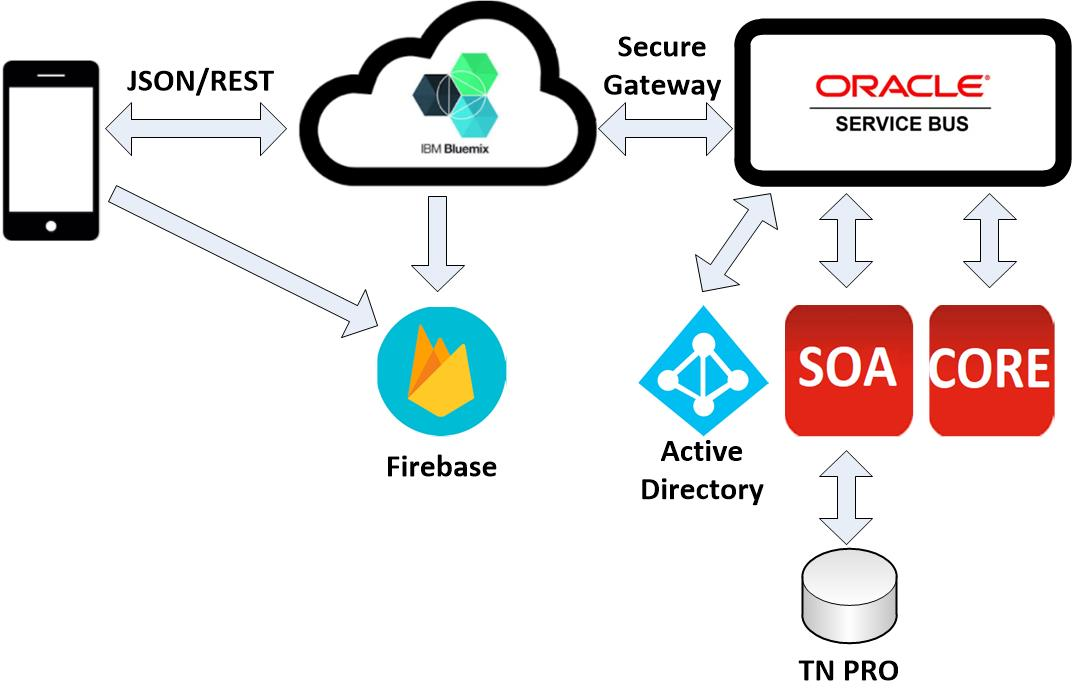 JSON/REST
IBM Bluemix
Secure
Gateway
ORACLE®
SERVICE BUS
Firebase
Active
Directory
SOA
CORE
TN PRO